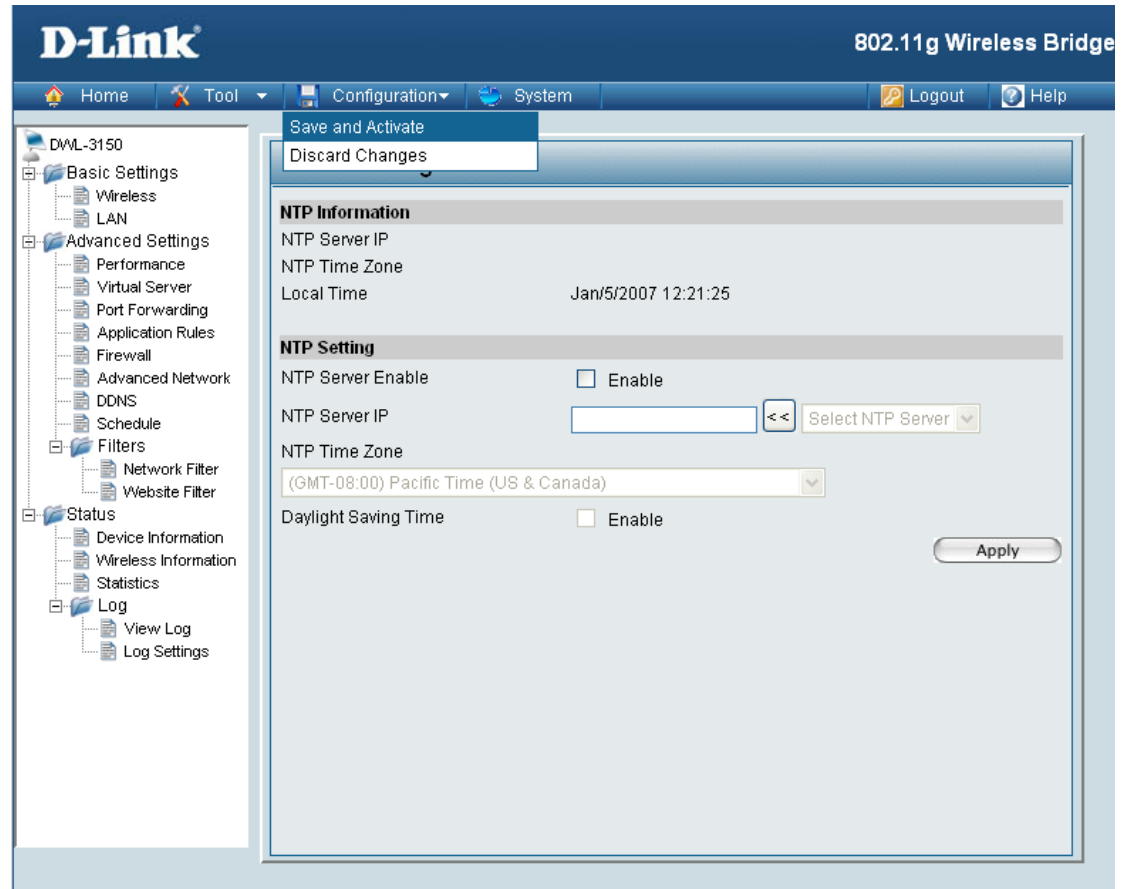 D-Link
802.11g Wireless Bridge
Home Tool Configuration System Logout Help
Save and Activate
Discard Changes
DWL-3150
Basic Settings
Wireless
LAN
Advanced Settings
Performance
Virtual Server
Port Forwarding
Application Rules
Firewall
Advanced Network
DDNS
Schedule
Filters
Network Filter
Website Filter
Status
Device Information
Wireless Information
Statistics
Log
View Log
Log Settings
NTP Information
NTP Server IP
NTP Time Zone
Local Time Jan/5/2007 12:21:25
NTP Setting
NTP Server Enable Enable
NTP Server IP << Select NTP Server
NTP Time Zone
(GMT-08:00) Pacific Time (US & Canada)
Daylight Saving Time Enable
Apply